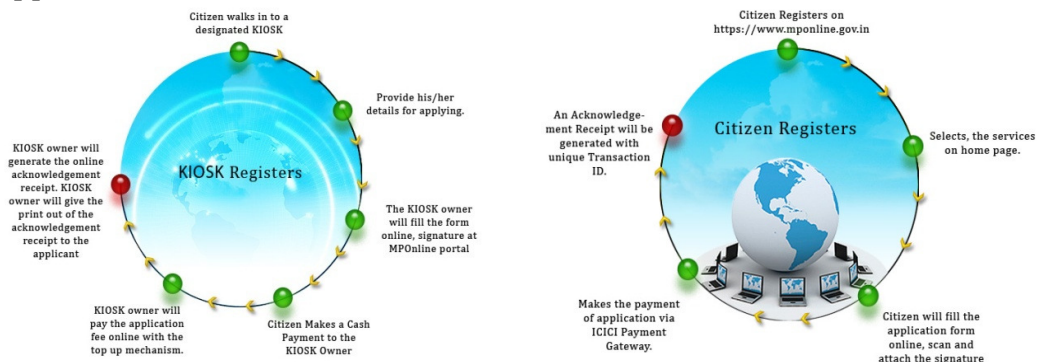 Citizen walks in to a
designated KIOSK
Provide his/her
details for applying.
The KIOSK owner
will fill the form
online, signature at
MPOnline portal
Citizen Makes a Cash
Payment to the
KIOSK Owner
KIOSK owner will
pay the application
fee online with the
top up mechanism.
KIOSK owner will
generate the online
acknowledgement
receipt. KIOSK
owner will give the
print out of the
acknowledgement
receipt to the
applicant
KIOSK Registers
Citizen Registers on
https://www.mponline.gov.in
Selects, the services
on home page.
Citizen will fill the
application form
online, scan and
attach the signature
Makes the payment
of application via
ICICI Payment
Gateway.
An Acknowledge-
ment Receipt will be
generated with
unique Transaction
ID.
Citizen Registers